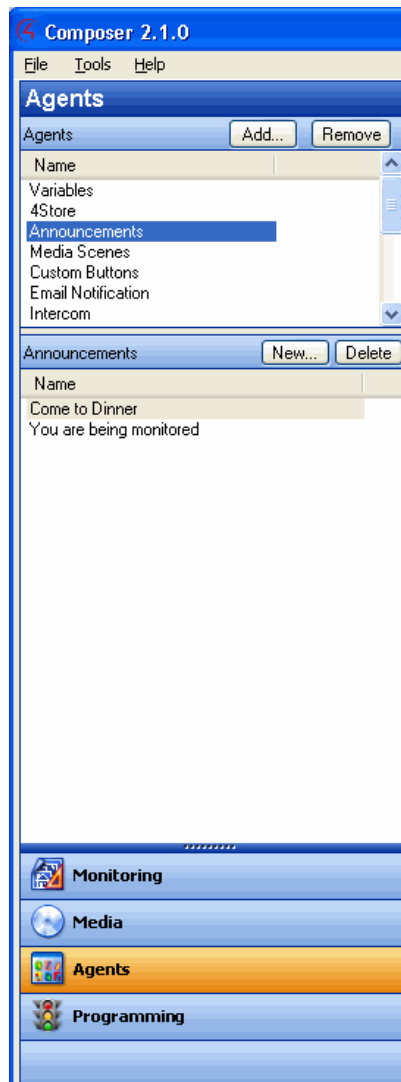 Composer 2.1.0
File Tools Help
Agents
Agents Add... Remove
Name
Variables
4Store
Announcements
Media Scenes
Custom Buttons
Email Notification
Intercom
Announcements New... Delete
Name
Come to Dinner
You are being monitored
Monitoring
Media
Agents
Programming